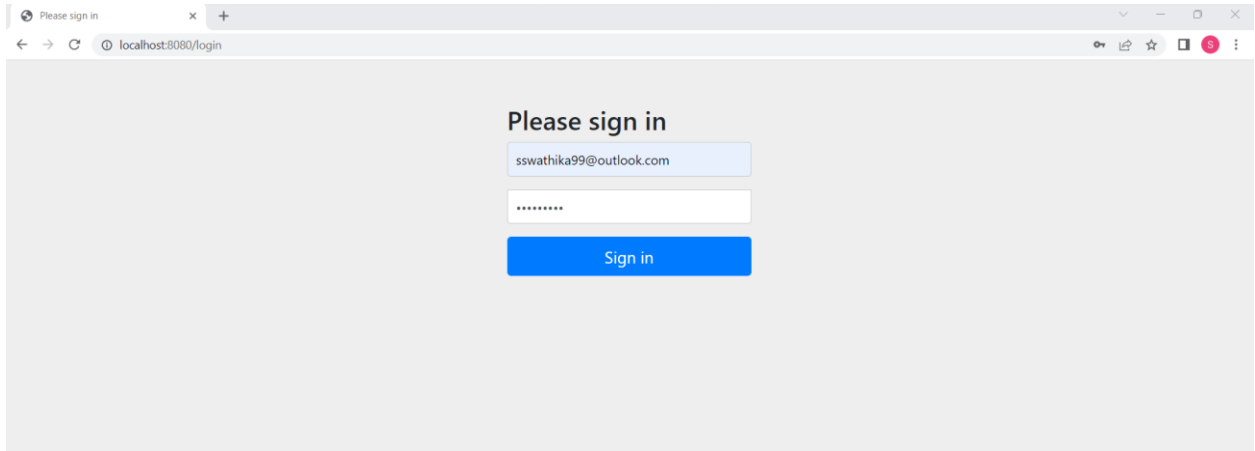 Please sign in
localhost:8080/login
S
Please sign in
sswathika99@outlook.com
•••••••••
Sign in